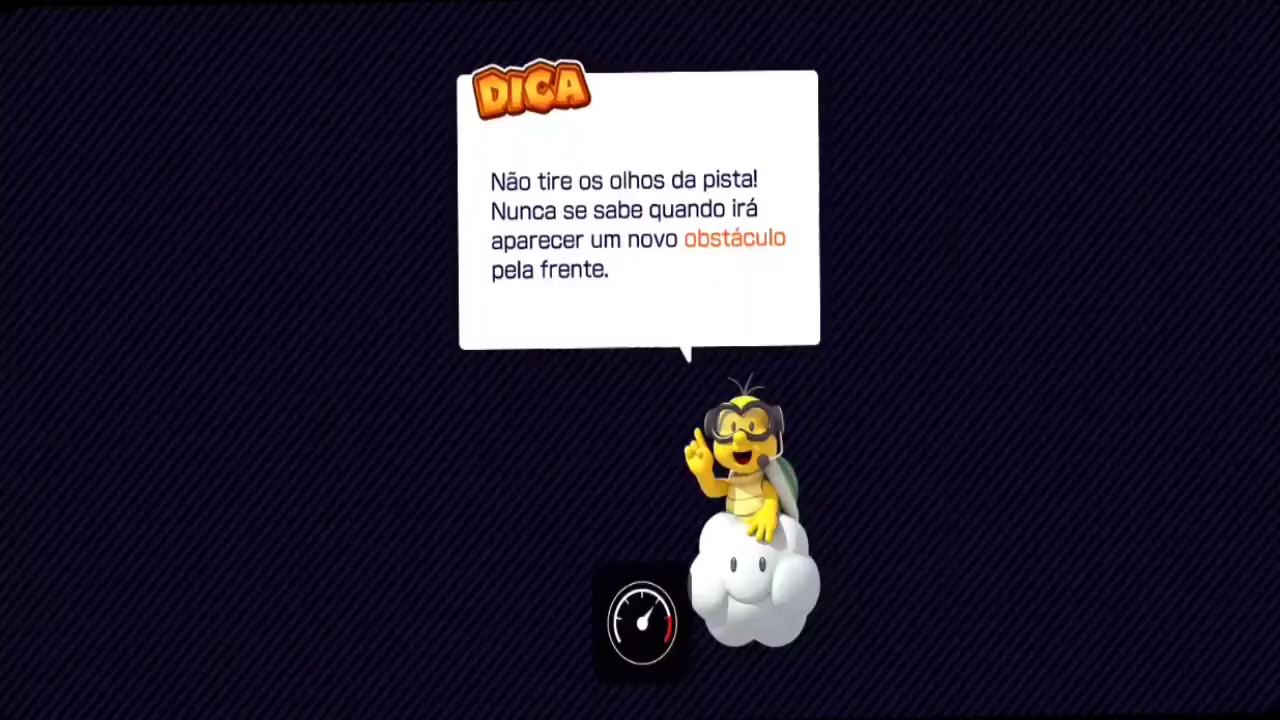 DICA
Não tire os olhos da pista!
Nunca se sabe quando irá
aparecer um novo obstáculo
pela frente.